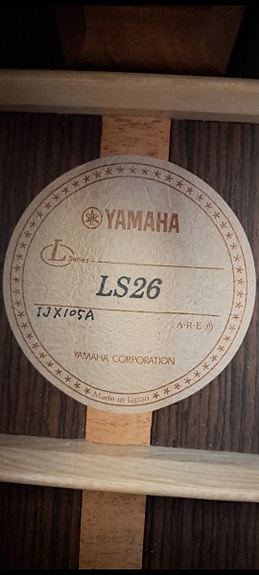 YAMAHA
L Series
LS26
IJX105A
A·R·E
YAMAHA CORPORATION
Made in Japan